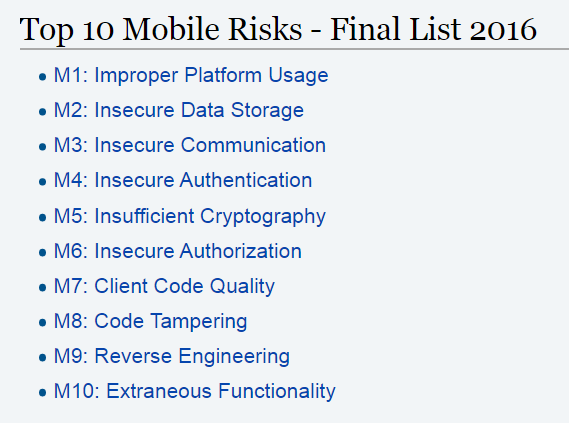 Top 10 Mobile Risks - Final List 2016
M1: Improper Platform Usage
M2: Insecure Data Storage
M3: Insecure Communication
M4: Insecure Authentication
M5: Insufficient Cryptography
M6: Insecure Authorization
M7: Client Code Quality
M8: Code Tampering
M9: Reverse Engineering
M10: Extraneous Functionality